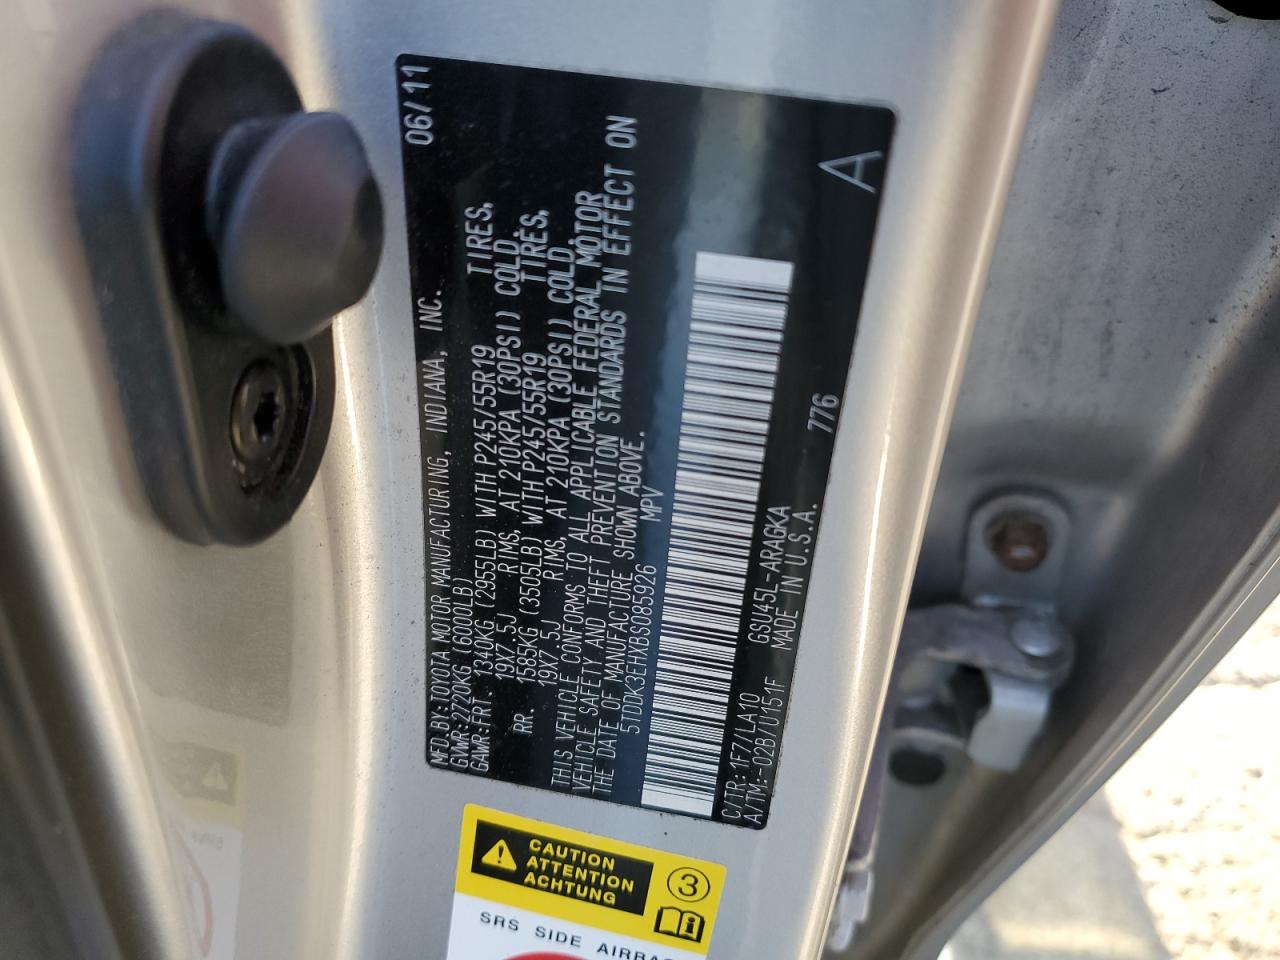 MFD.BY:TOYOTA MOTOR MANUFACTURING, INDIANA, INC. 06/11
GVWR:2720KG (6000LB)
GAWR:FRT. 1340KG (2955LB) WITH P245/55R19 TIRES,
19X7.5J RIMS, AT 210KPA (30PSI) COLD.
RR. 1585KG (3505LB) WITH P245/55R19 TIRES,
19X7.5J RIMS, AT 210KPA (30PSI) COLD.
THIS VEHICLE CONFORMS TO ALL APPLICABLE FEDERAL MOTOR
VEHICLE SAFETY AND THEFT PREVENTION STANDARDS IN EFFECT ON
THE DATE OF MANUFACTURE SHOWN ABOVE.
5TDDK3EHXBS085926 MPV
A
C/TR:1F7/LA10 GSU45L-ARAGKA 776
A/TM:-02B/U151F MADE IN U.S.A.
CAUTION
ATTENTION
ACHTUNG
3
SRS SIDE AIRBAG